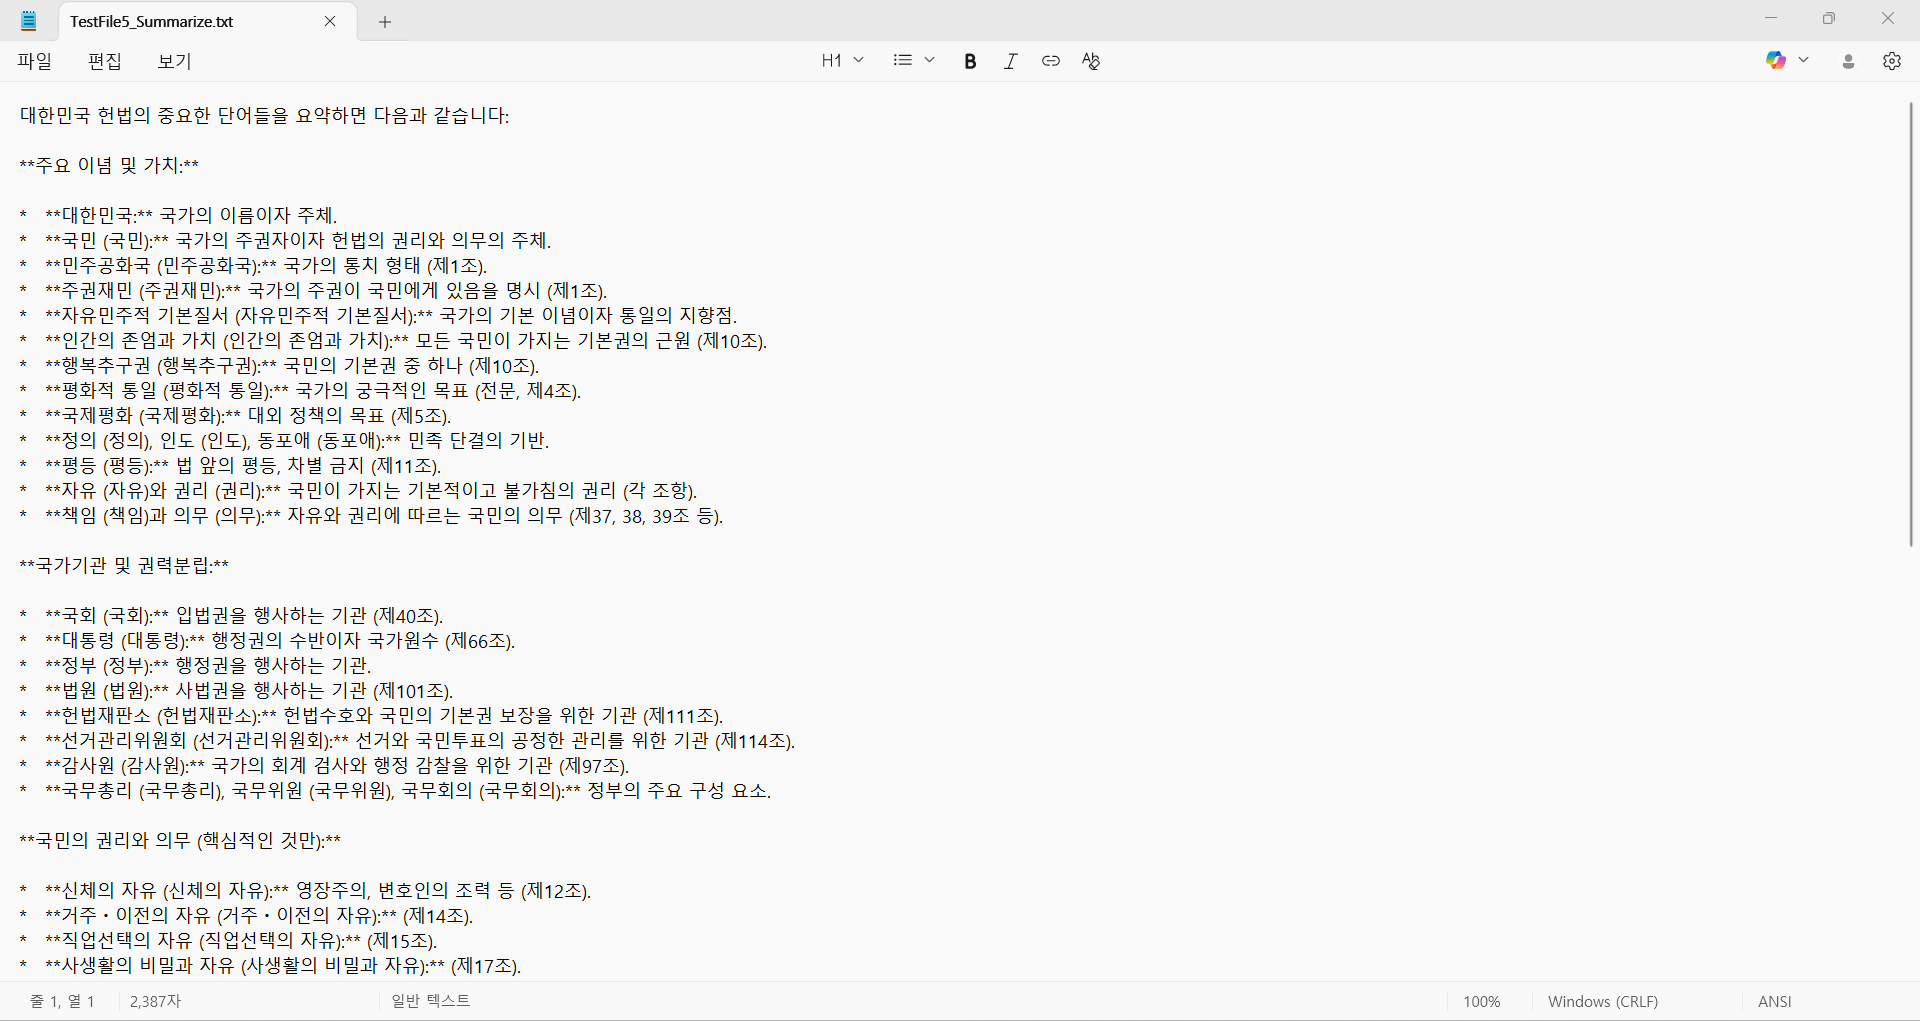 TestFile5_Summarize.txt
파일 편집 보기 H1 B I
대한민국 헌법의 중요한 단어들을 요약하면 다음과 같습니다:
**주요 이념 및 가치:**
* **대한민국:** 국가의 이름이자 주체.
* **국민 (국민):** 국가의 주권자이자 헌법의 권리와 의무의 주체.
* **민주공화국 (민주공화국):** 국가의 통치 형태 (제1조).
* **주권재민 (주권재민):** 국가의 주권이 국민에게 있음을 명시 (제1조).
* **자유민주적 기본질서 (자유민주적 기본질서):** 국가의 기본 이념이자 통일의 지향점.
* **인간의 존엄과 가치 (인간의 존엄과 가치):** 모든 국민이 가지는 기본권의 근원 (제10조).
* **행복추구권 (행복추구권):** 국민의 기본권 중 하나 (제10조).
* **평화적 통일 (평화적 통일):** 국가의 궁극적인 목표 (전문, 제4조).
* **국제평화 (국제평화):** 대외 정책의 목표 (제5조).
* **정의 (정의), 인도 (인도), 동포애 (동포애):** 민족 단결의 기반.
* **평등 (평등):** 법 앞의 평등, 차별 금지 (제11조).
* **자유 (자유)와 권리 (권리):** 국민이 가지는 기본적이고 불가침의 권리 (각 조항).
* **책임 (책임)과 의무 (의무):** 자유와 권리에 따르는 국민의 의무 (제37, 38, 39조 등).
**국가기관 및 권력분립:**
* **국회 (국회):** 입법권을 행사하는 기관 (제40조).
* **대통령 (대통령):** 행정권의 수반이자 국가원수 (제66조).
* **정부 (정부):** 행정권을 행사하는 기관.
* **법원 (법원):** 사법권을 행사하는 기관 (제101조).
* **헌법재판소 (헌법재판소):** 헌법수호와 국민의 기본권 보장을 위한 기관 (제111조).
* **선거관리위원회 (선거관리위원회):** 선거와 국민투표의 공정한 관리를 위한 기관 (제114조).
* **감사원 (감사원):** 국가의 회계 검사와 행정 감찰을 위한 기관 (제97조).
* **국무총리 (국무총리), 국무위원 (국무위원), 국무회의 (국무회의):** 정부의 주요 구성 요소.
**국민의 권리와 의무 (핵심적인 것만):**
* **신체의 자유 (신체의 자유):** 영장주의, 변호인의 조력 등 (제12조).
* **거주・이전의 자유 (거주・이전의 자유):** (제14조).
* **직업선택의 자유 (직업선택의 자유):** (제15조).
* **사생활의 비밀과 자유 (사생활의 비밀과 자유):** (제17조).
줄 1, 열 1 2,387자 일반 텍스트 100% Windows (CRLF) ANSI